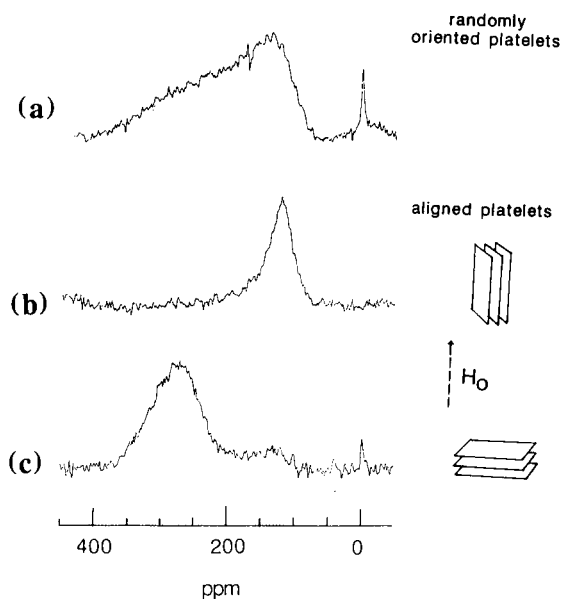 randomly
oriented platelets
(a)
aligned platelets
(b)
H₀
(c)
400 200 0
ppm